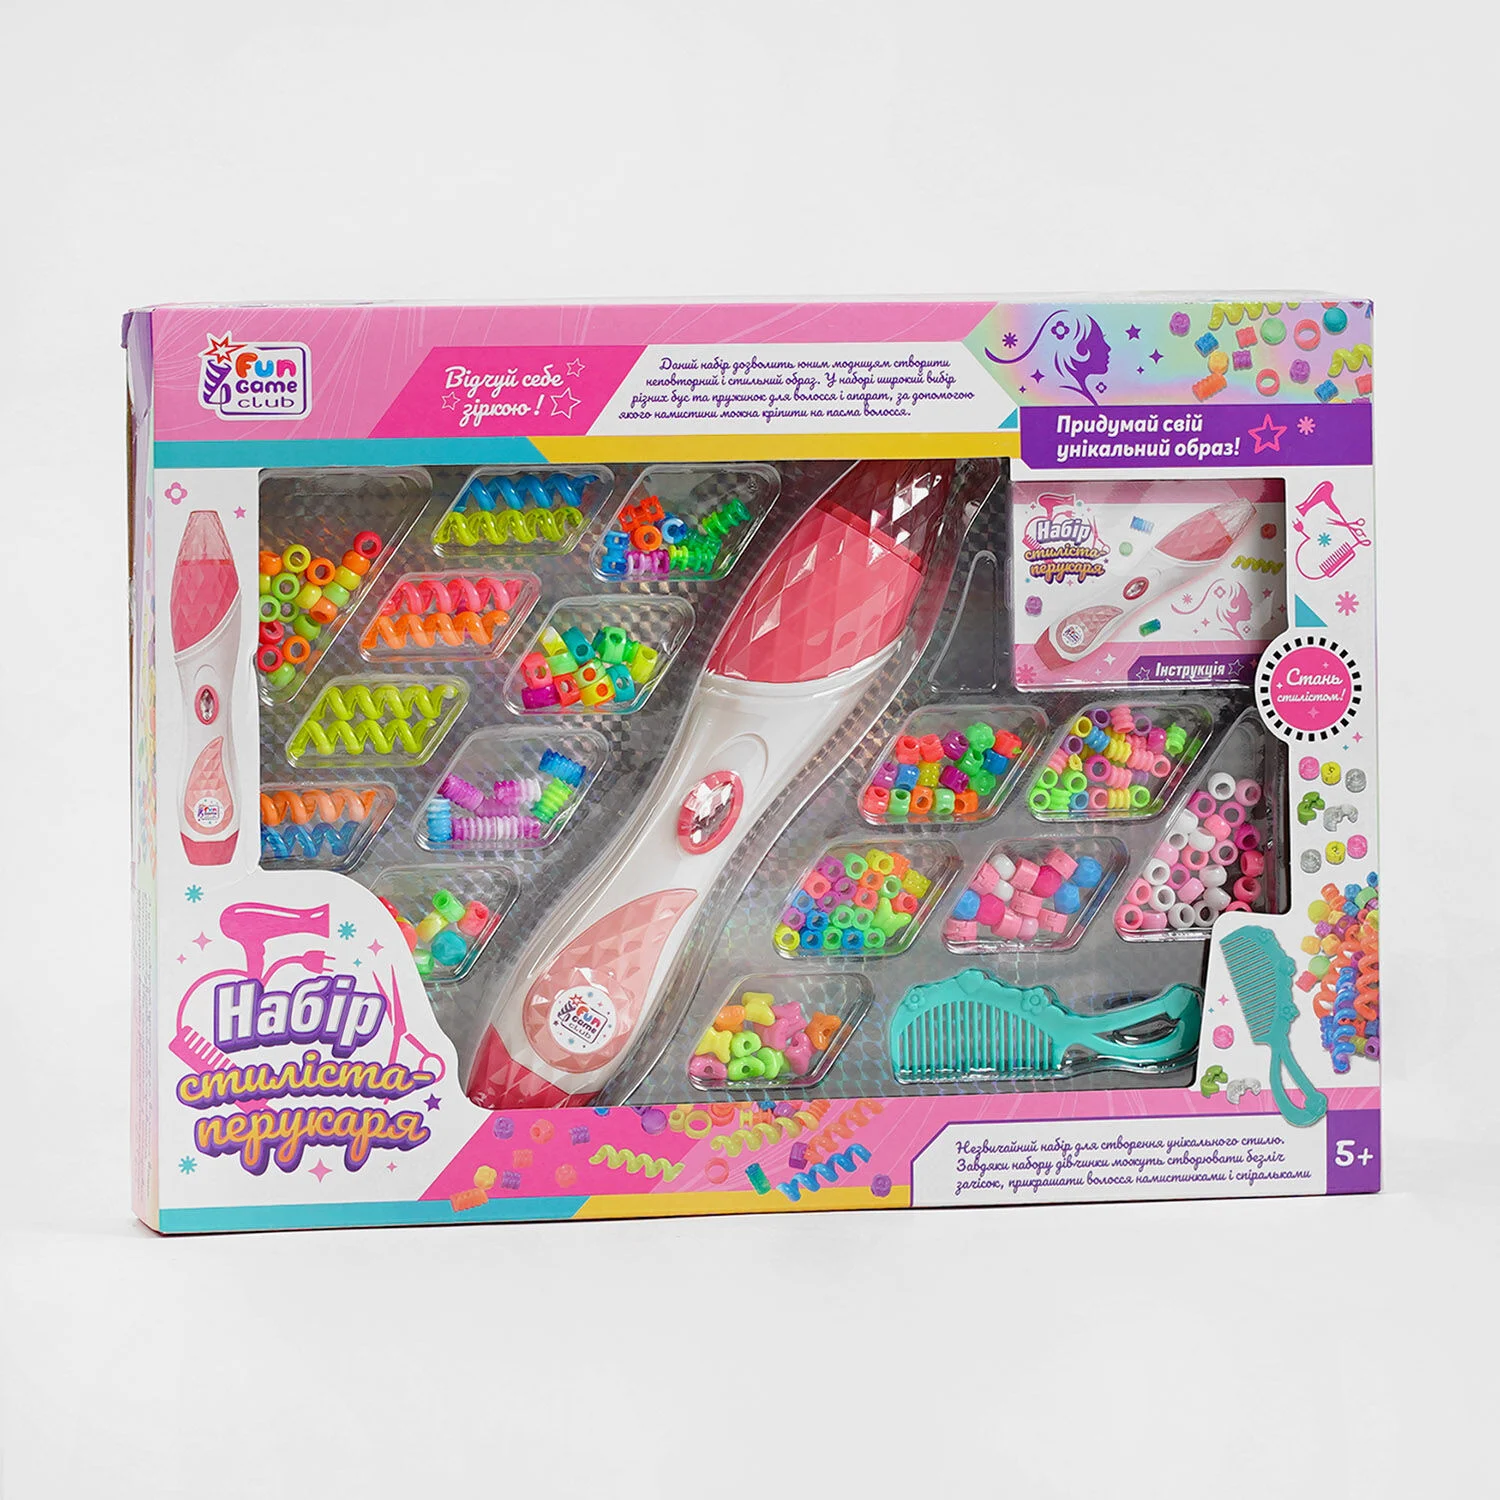 Fun
Game
club
Відчуй себе
зіркою!
Даний набір дозволить юним модницям створити
неповторний і стильний образ. У наборі широкий вибір
різних бус та пружинок для волосся і апарат, за допомогою
якого намистини можна кріпити на пасма волосся.
Придумай свій
унікальний образ!
Набір
стиліста-
перукаря
Інструкція
Стань
стилістом!
Fun
Game
club
Набір
стиліста-
перукаря
Незвичайний набір для створення унікального стилю.
Завдяки набору дівчинки можуть створювати безліч
зачісок, прикрашати волосся намистинками і спіральками
5+